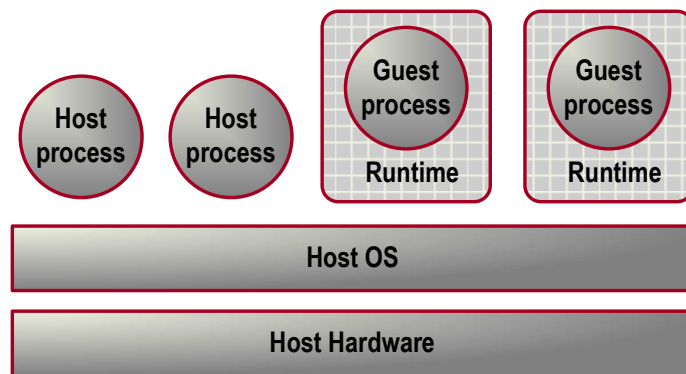 Host
process
Host
process
Guest
process
Runtime
Guest
process
Runtime
Host OS
Host Hardware